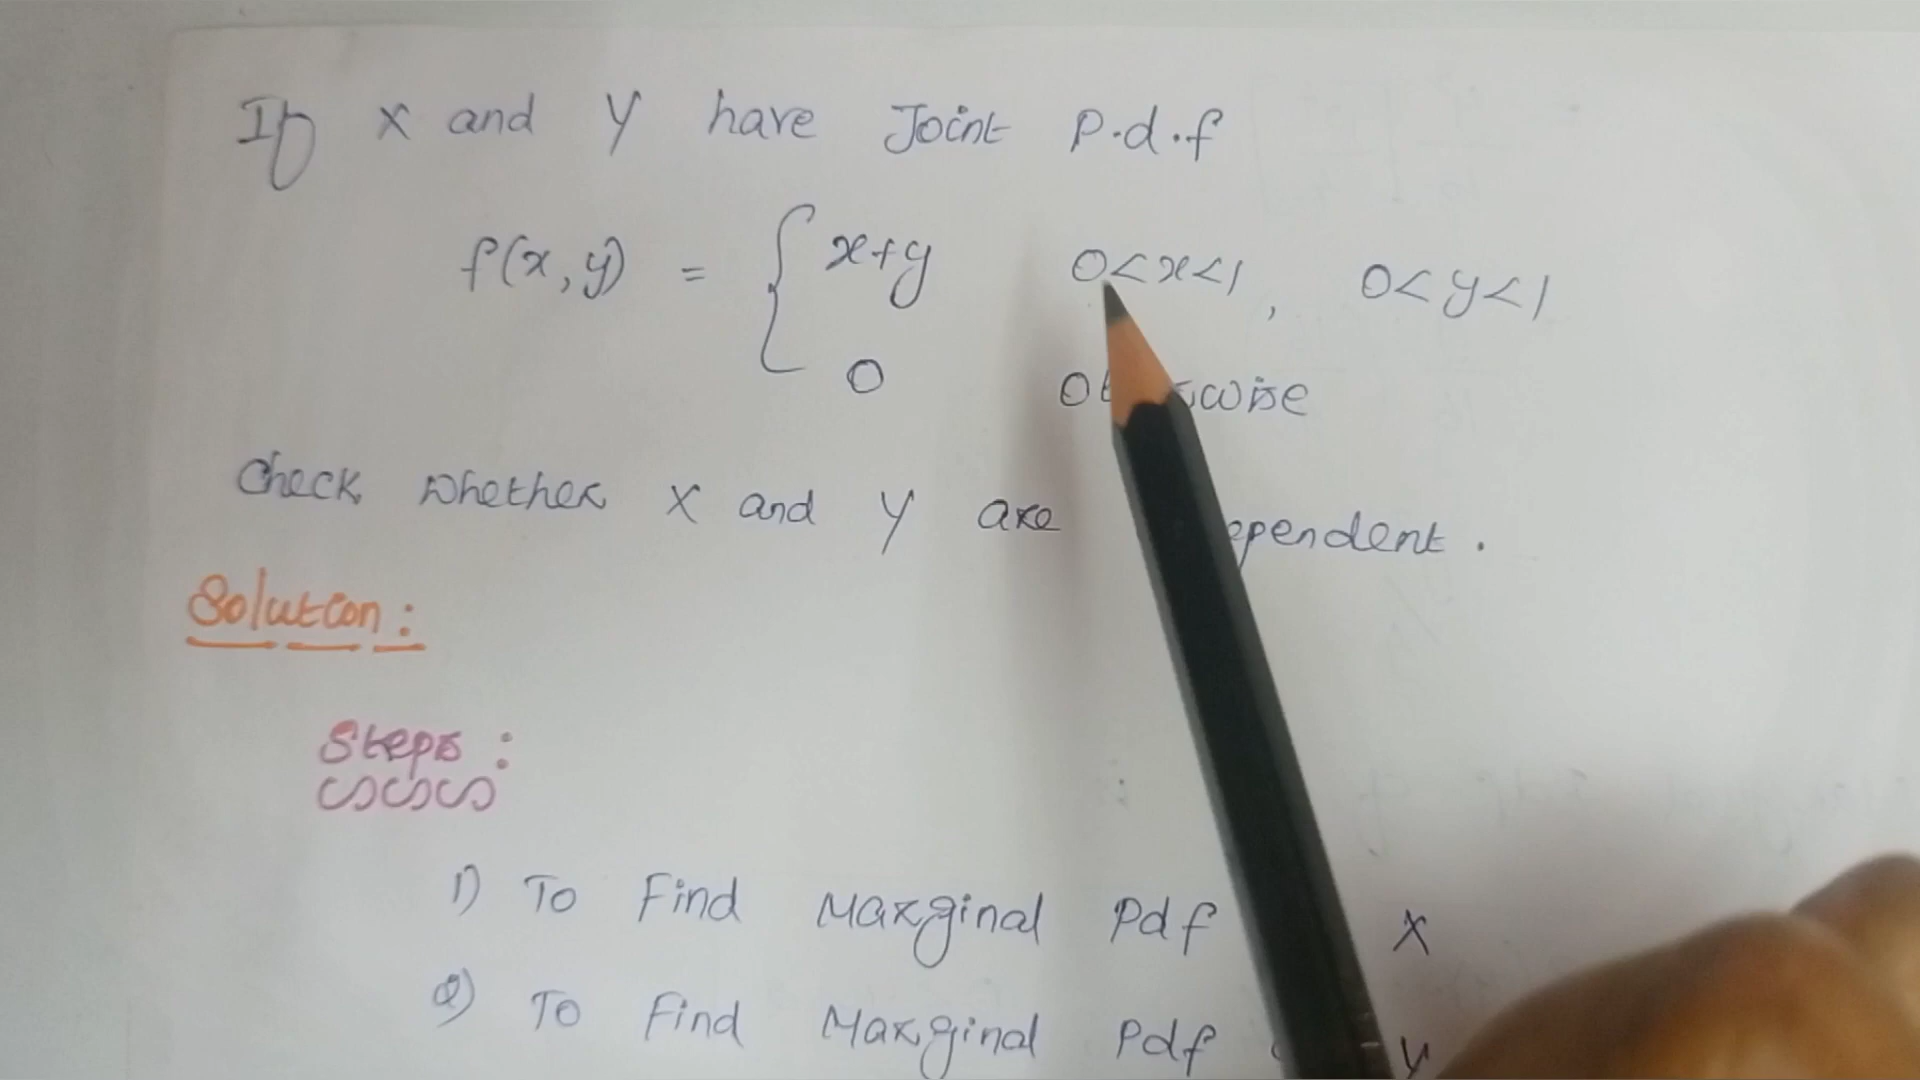 If X and Y have Joint P.d.f
f(x,y) = { x+y 0<x<1, 0<y<1
0
Check whether X and Y are
Solution:
Steps:
1) To Find Marginal Pdf X
2) To Find Marginal Pdf Y